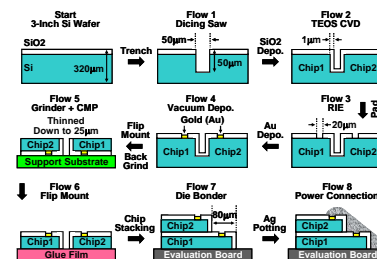 Start
3-Inch Si Wafer
SiO2
Si
320µm
Trench
Flow 1
Dicing Saw
50µm
50µm
SiO2
Depo.
Flow 2
TEOS CVD
1µm
Chip1
Chip2
Pad
Flow 3
RIE
20µm
Chip1
Chip2
Au
Depo.
Flow 4
Vacuum Depo.
Gold (Au)
Chip1
Chip2
Flip
Mount
Back
Grind
Flow 5
Grinder + CMP
Thinned
Down to 25µm
Chip2
Chip1
Support Substrate
Flow 6
Flip Mount
Chip1
Chip2
Glue Film
Chip
Stacking
Flow 7
Die Bonder
80µm
Chip2
Chip1
Evaluation Board
Ag
Potting
Flow 8
Power Connection
Chip2
Chip1
Evaluation Board